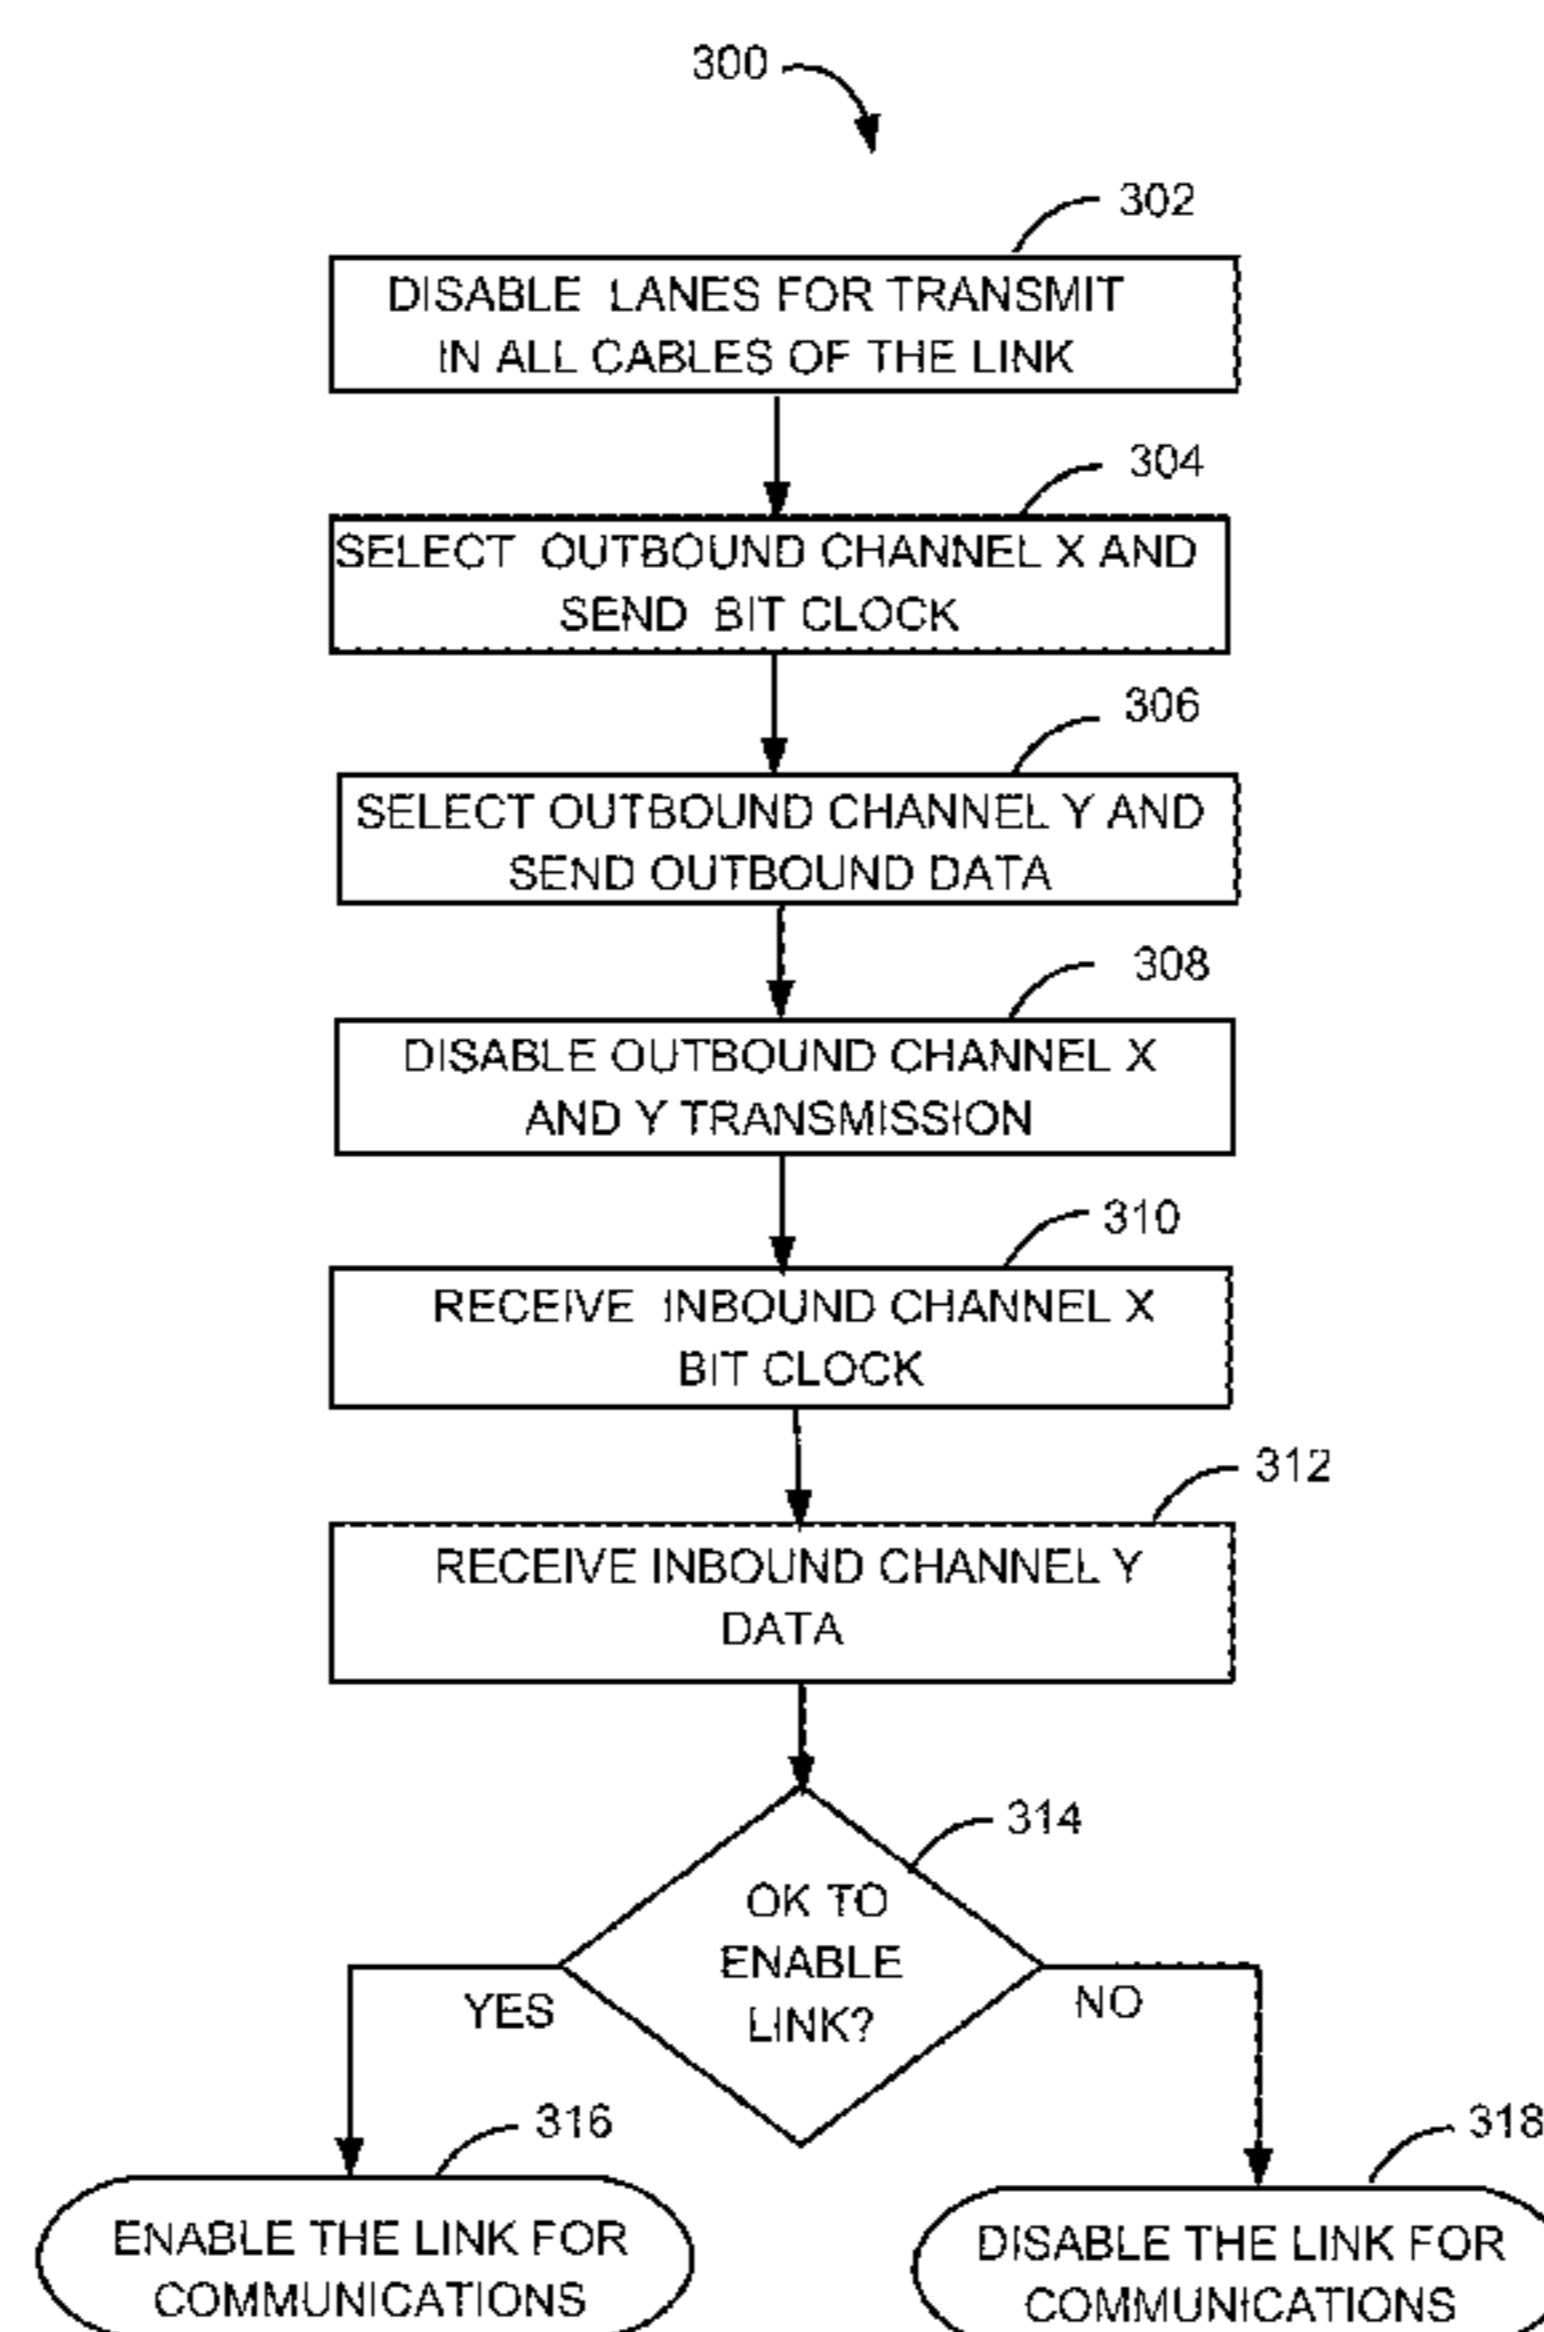 300
302
DISABLE LANES FOR TRANSMIT
IN ALL CABLES OF THE LINK
304
SELECT OUTBOUND CHANNEL X AND
SEND BIT CLOCK
306
SELECT OUTBOUND CHANNEL Y AND
SEND OUTBOUND DATA
308
DISABLE OUTBOUND CHANNEL X
AND Y TRANSMISSION
310
RECEIVE INBOUND CHANNEL X
BIT CLOCK
312
RECEIVE INBOUND CHANNEL Y
DATA
314
OK TO
ENABLE
LINK?
YES
NO
316
318
ENABLE THE LINK FOR
COMMUNICATIONS
DISABLE THE LINK FOR
COMMUNICATIONS